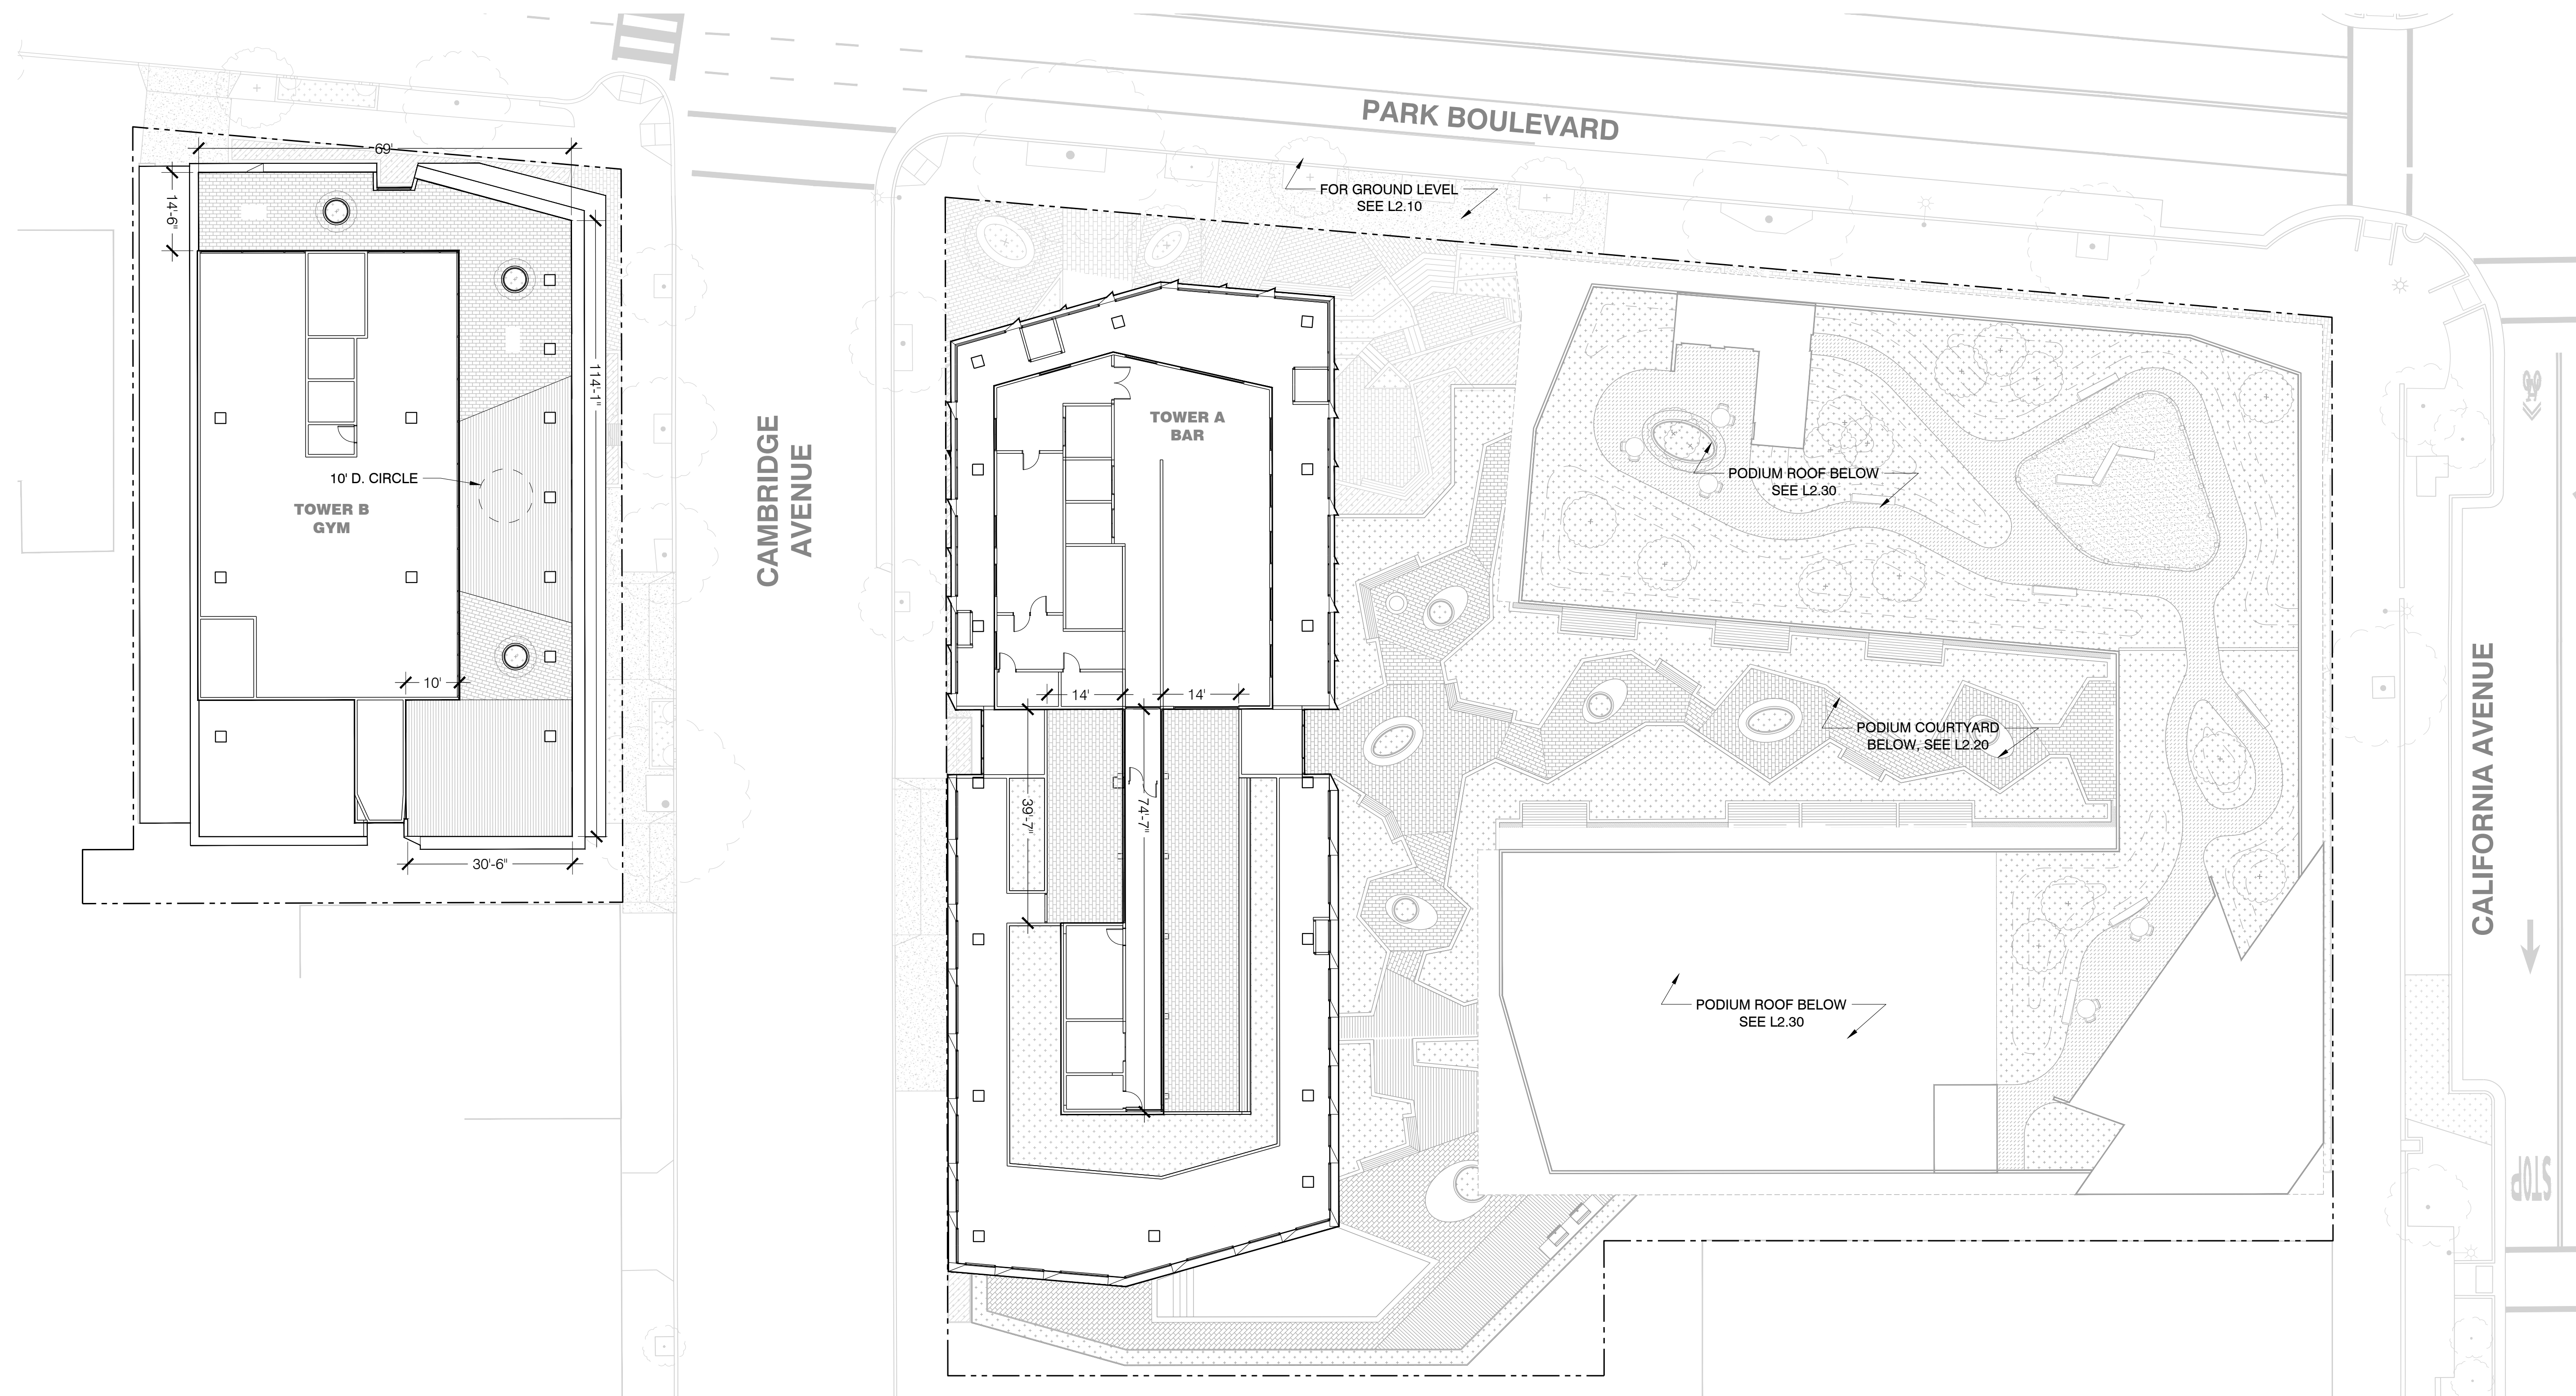 PARK BOULEVARD
69'
14'-6"
FOR GROUND LEVEL
SEE L2.10
114'-1"
TOWER A
BAR
10' D. CIRCLE
TOWER B
GYM
CAMBRIDGE
AVENUE
PODIUM ROOF BELOW
SEE L2.30
10'
14'
14'
PODIUM COURTYARD
BELOW, SEE L2.20
39'-7"
74'-7"
30'-6"
CALIFORNIA AVENUE
PODIUM ROOF BELOW
SEE L2.30
STOP